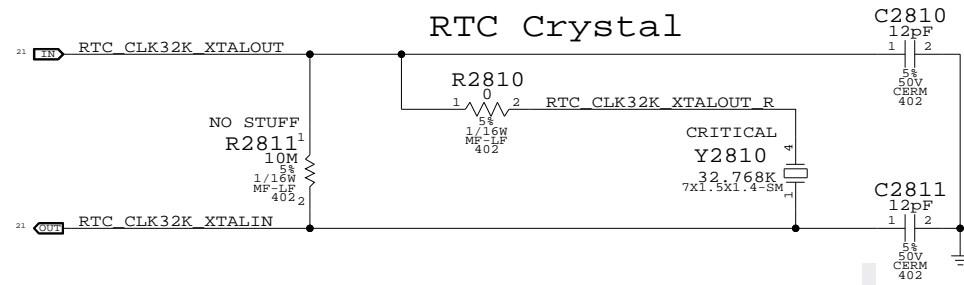 RTC Crystal
C2810
12pF
1 2
5%
50V
CERM
402
21 IN RTC_CLK32K_XTALOUT
R2810
0
1 2
5%
1/16W
MF-LF
402
RTC_CLK32K_XTALOUT_R
NO STUFF
R2811
1
10M
5%
1/16W
MF-LF
402
2
CRITICAL
4
Y2810
32.768K
7X1.5X1.4-SM
1
C2811
12pF
1 2
5%
50V
CERM
402
21 OUT RTC_CLK32K_XTALIN